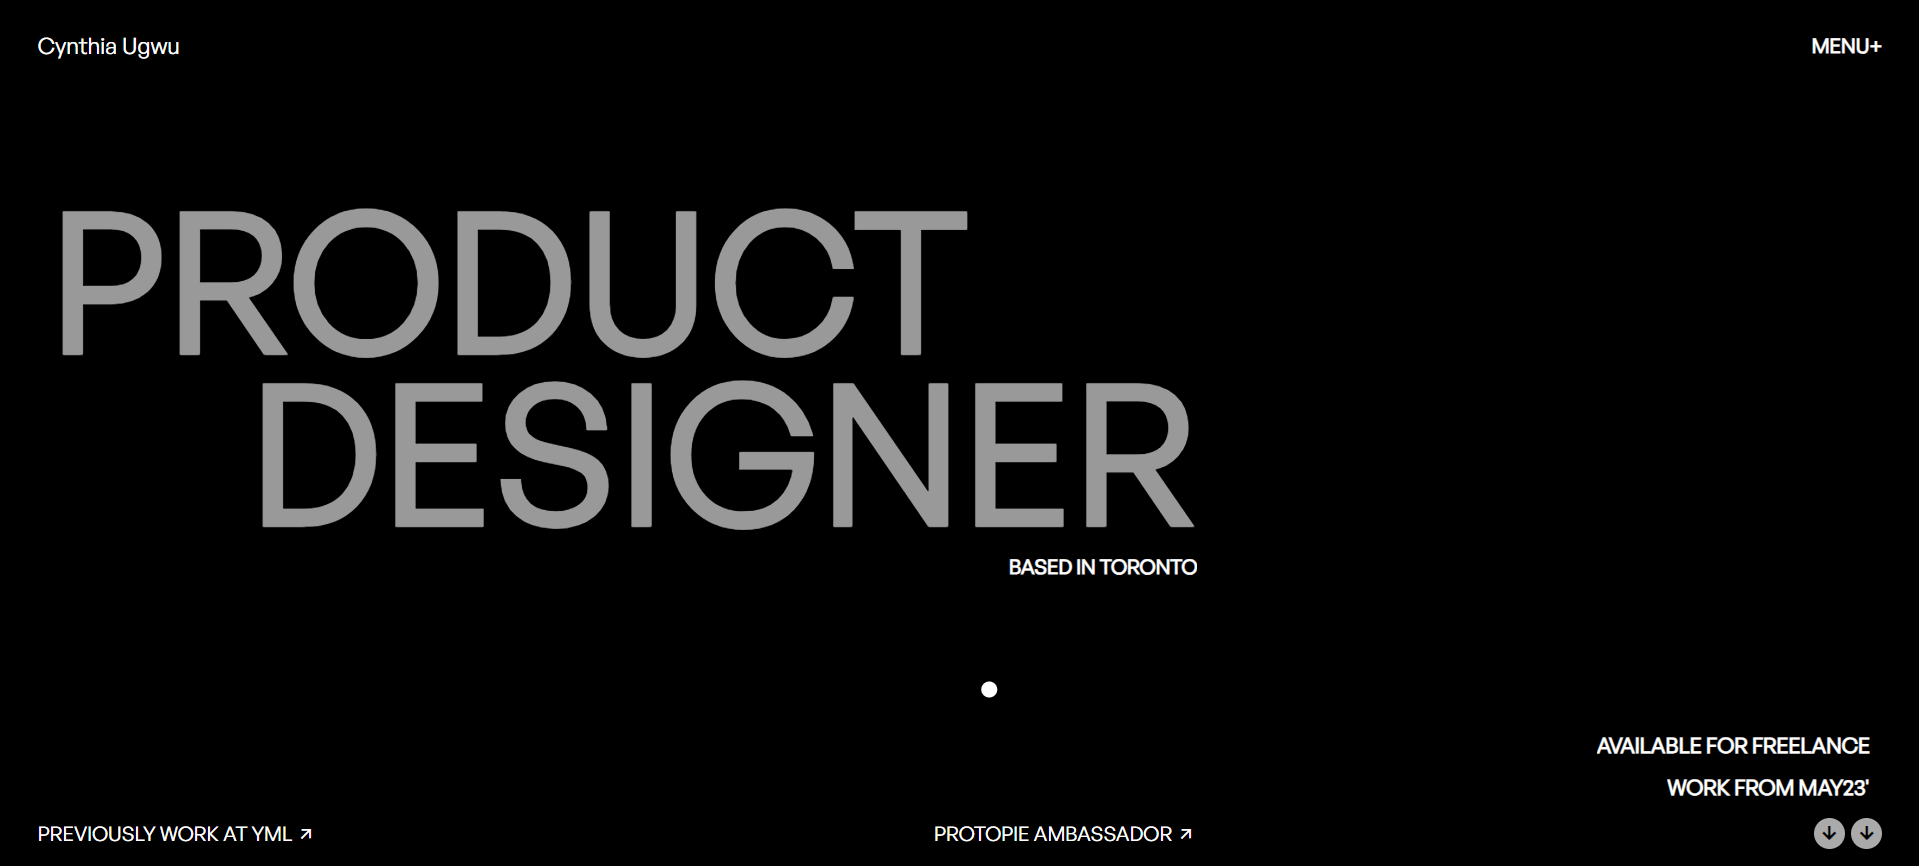 Cynthia Ugwu
MENU+
PRODUCT
DESIGNER
BASED IN TORONTO
AVAILABLE FOR FREELANCE
WORK FROM MAY23'
PREVIOUSLY WORK AT YML ↗
PROTOPIE AMBASSADOR ↗